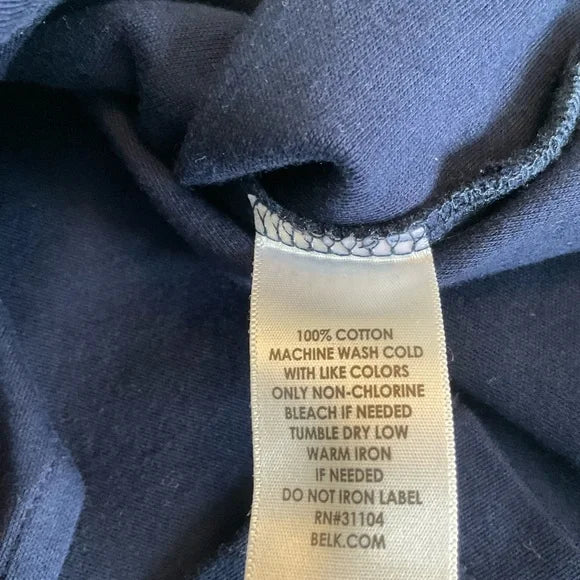 100% COTTON
MACHINE WASH COLD
WITH LIKE COLORS
ONLY NON-CHLORINE
BLEACH IF NEEDED
TUMBLE DRY LOW
WARM IRON
IF NEEDED
DO NOT IRON LABEL
RN#31104
BELK.COM